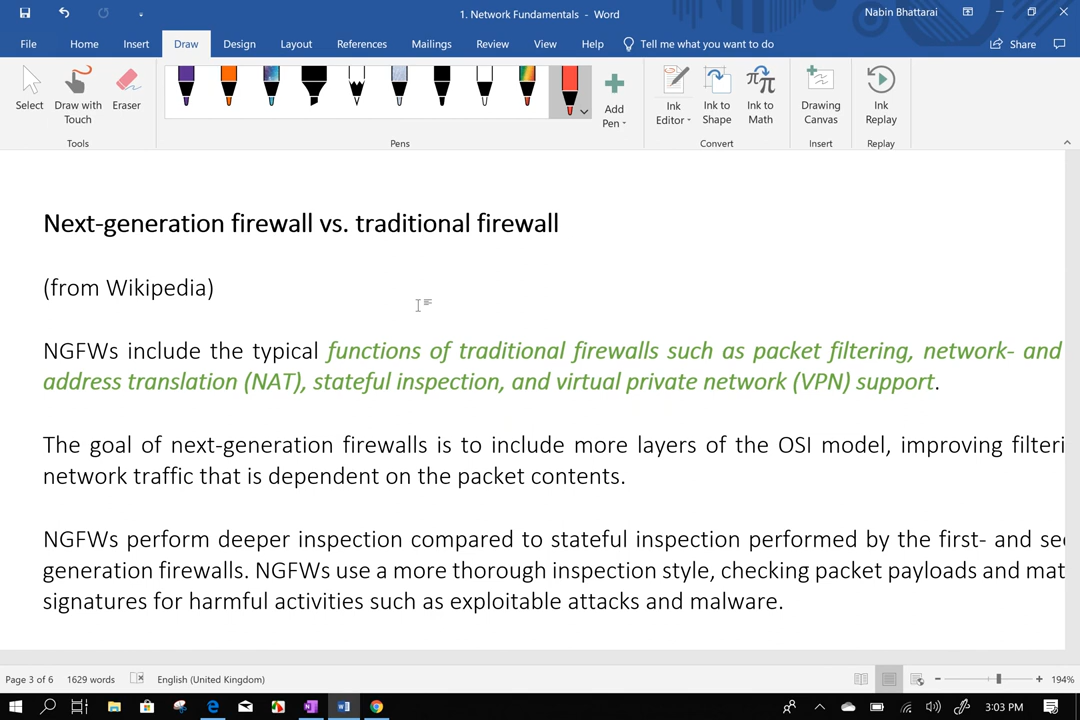 1. Network Fundamentals - Word
Nabin Bhattarai
File Home Insert Draw Design Layout References Mailings Review View Help Tell me what you want to do Share
Select
Draw with
Touch
Eraser
Add
Pen
Ink
Editor
Ink to
Shape
Ink to
Math
Drawing
Canvas
Ink
Replay
Tools Pens Convert Insert Replay
Next-generation firewall vs. traditional firewall
(from Wikipedia)
NGFWs include the typical functions of traditional firewalls such as packet filtering, network- and
address translation (NAT), stateful inspection, and virtual private network (VPN) support.
The goal of next-generation firewalls is to include more layers of the OSI model, improving filteri
network traffic that is dependent on the packet contents.
NGFWs perform deeper inspection compared to stateful inspection performed by the first- and se
generation firewalls. NGFWs use a more thorough inspection style, checking packet payloads and mat
signatures for harmful activities such as exploitable attacks and malware.
Page 3 of 6 1629 words English (United Kingdom) 194%
3:03 PM